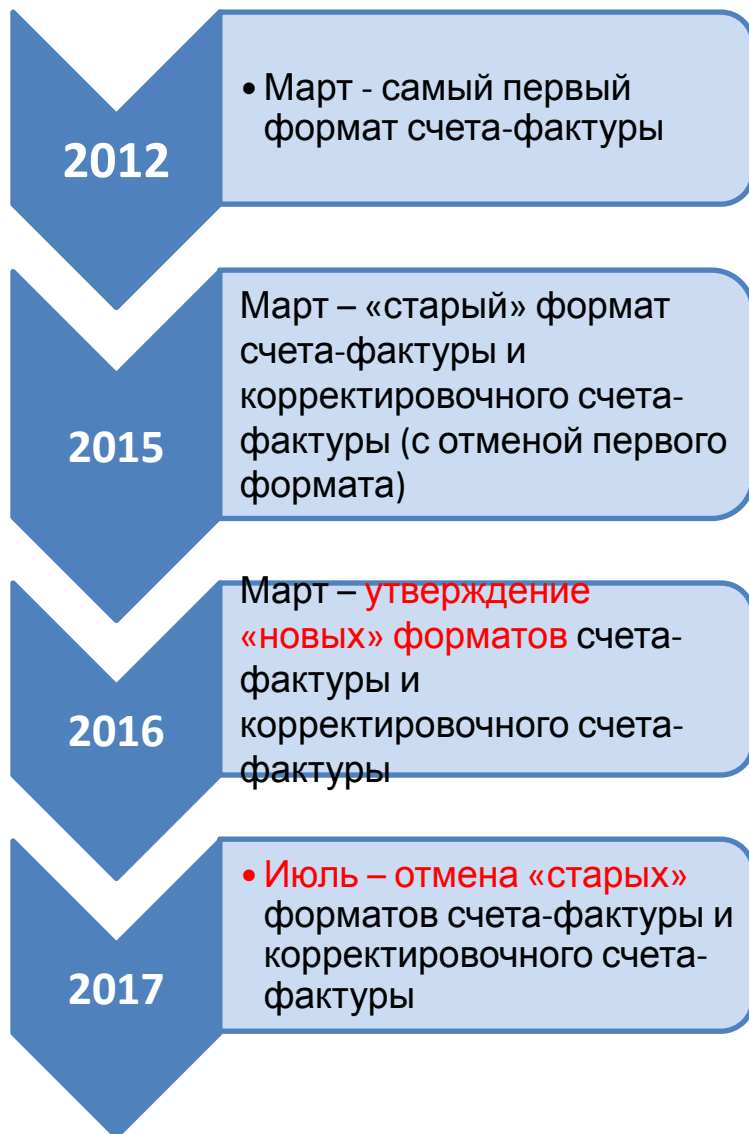 2012
• Март - самый первый
формат счета-фактуры
2015
Март – «старый» формат
счета-фактуры и
корректировочного счета-
фактуры (с отменой первого
формата)
2016
Март – утверждение
«новых» форматов счета-
фактуры и
корректировочного счета-
фактуры
2017
• Июль – отмена «старых»
форматов счета-фактуры и
корректировочного счета-
фактуры